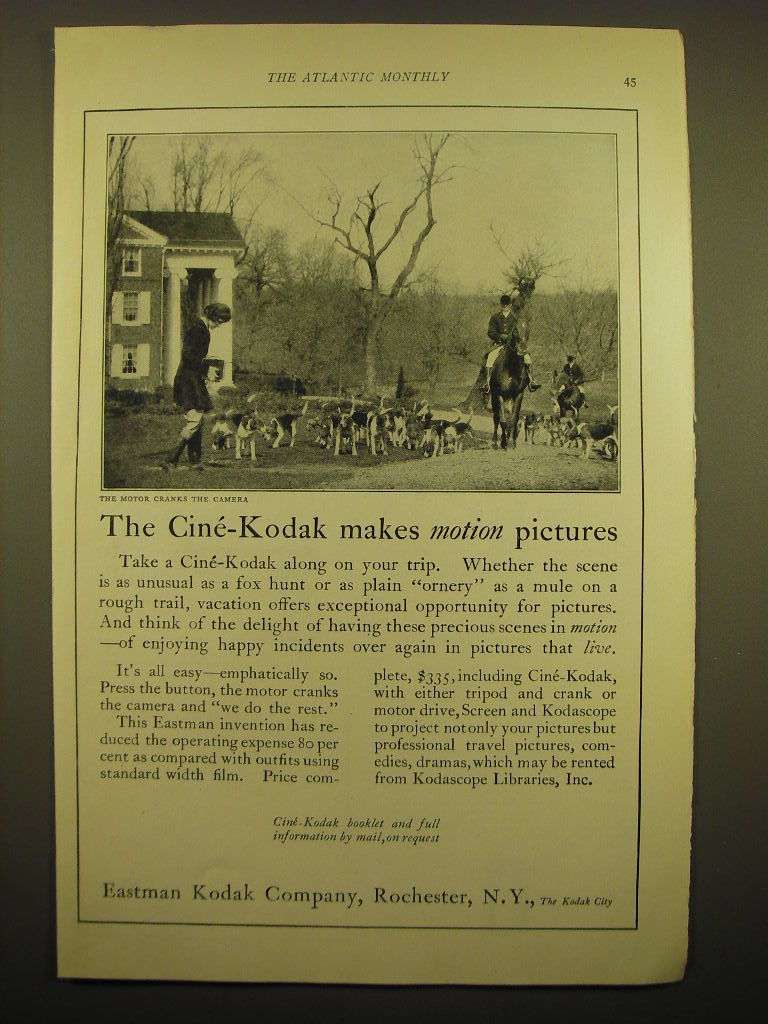 THE ATLANTIC MONTHLY
45
THE MOTOR CRANKS THE CAMERA
The Ciné-Kodak makes motion pictures
Take a Ciné-Kodak along on your trip. Whether the scene
is as unusual as a fox hunt or as plain “ornery” as a mule on a
rough trail, vacation offers exceptional opportunity for pictures.
And think of the delight of having these precious scenes in motion
—of enjoying happy incidents over again in pictures that live.
It's all easy—emphatically so.
Press the button, the motor cranks
the camera and “we do the rest.”
This Eastman invention has re-
duced the operating expense 80 per
cent as compared with outfits using
standard width film. Price com-
plete, $335, including Ciné-Kodak,
with either tripod and crank or
motor drive, Screen and Kodascope
to project not only your pictures but
professional travel pictures, com-
edies, dramas, which may be rented
from Kodascope Libraries, Inc.
Ciné-Kodak booklet and full
information by mail, on request
Eastman Kodak Company, Rochester, N.Y., The Kodak City